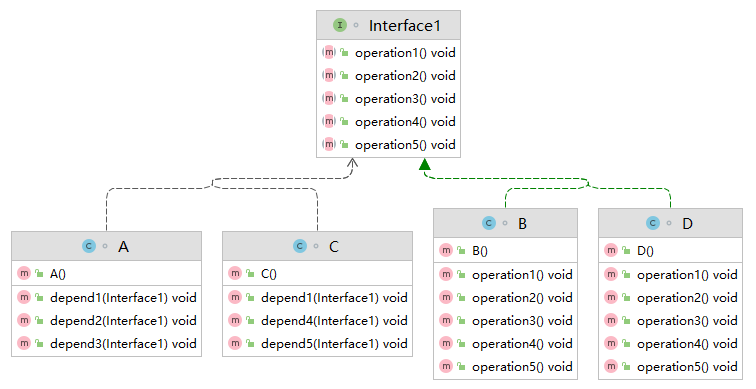 Interface1
operation1() void
operation2() void
operation3() void
operation4() void
operation5() void
A
A()
depend1(Interface1) void
depend2(Interface1) void
depend3(Interface1) void
C
C()
depend1(Interface1) void
depend4(Interface1) void
depend5(Interface1) void
B
B()
operation1() void
operation2() void
operation3() void
operation4() void
operation5() void
D
D()
operation1() void
operation2() void
operation3() void
operation4() void
operation5() void